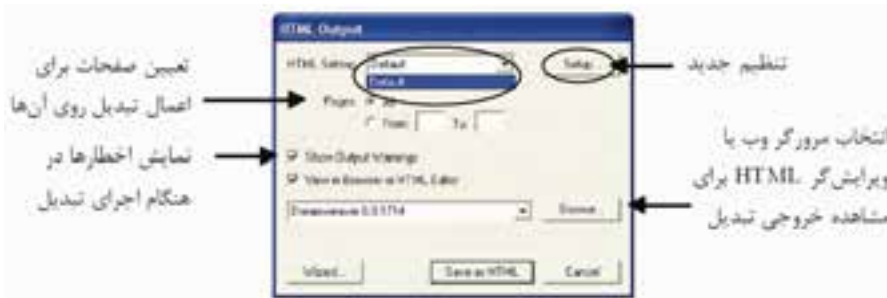 HTML Output
HTML Setting: Default
Default
Setup...
Pages: All
From: To:
Show Output Warnings
View in Browser or HTML Editor
Browse...
Wizard...
Save as HTML
Cancel
تعیین صفحات برای
اعمال تبدیل روی آن‌ها
نمایش اخطارها در
هنگام اجرای تبدیل
تنظیم جدید
انتخاب مرورگر وب یا
ویرایش‌گر HTML برای
مشاهده خروجی تبدیل